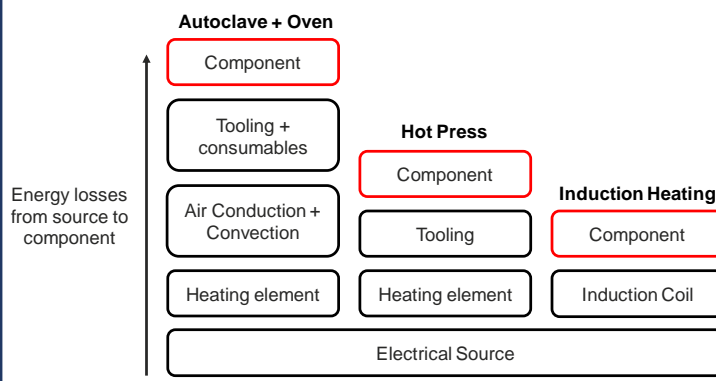 Autoclave + Oven
Component
Tooling +
consumables
Hot Press
Component
Energy losses
from source to
component
Air Conduction +
Convection
Induction Heating
Tooling
Component
Heating element
Heating element
Induction Coil
Electrical Source